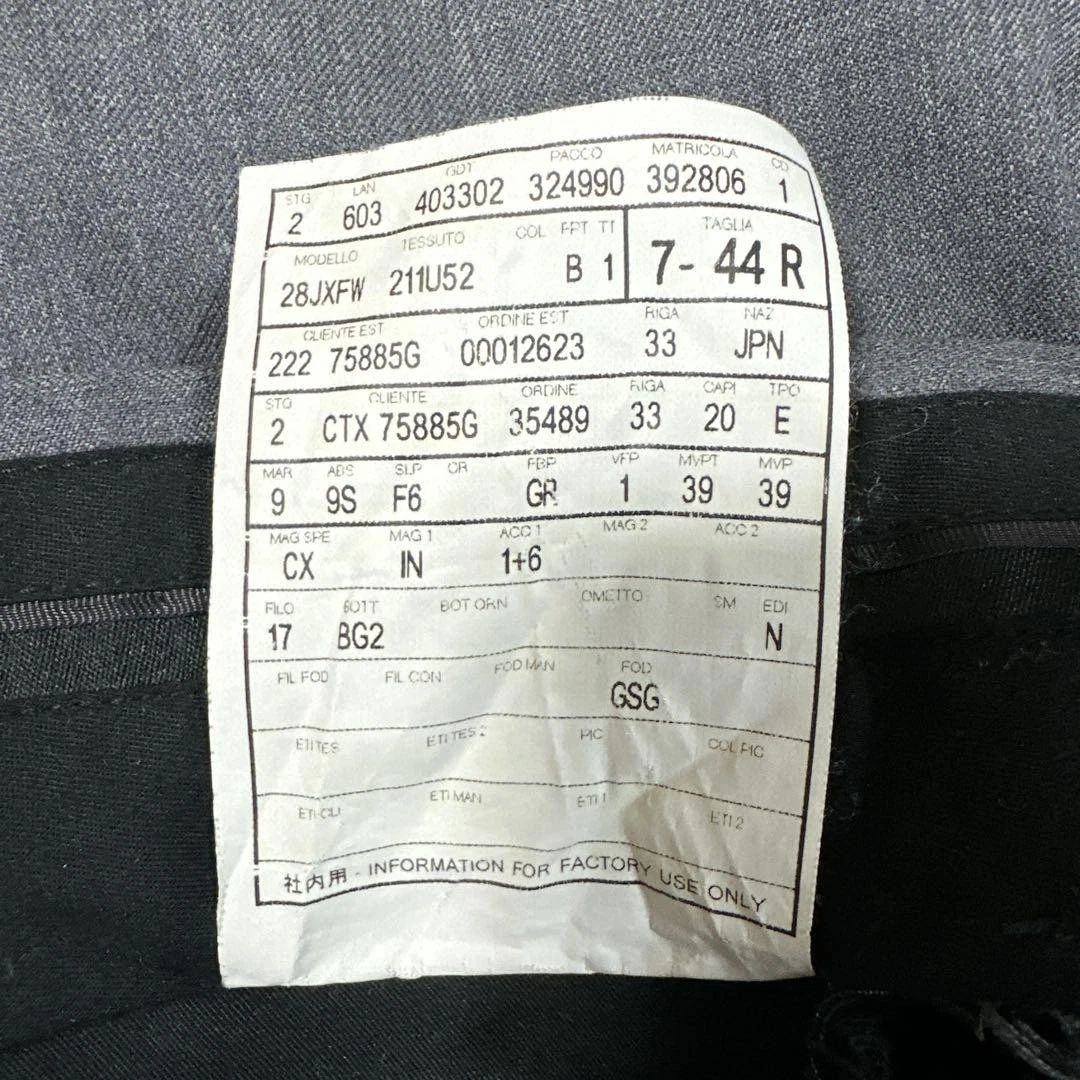 STG LAN GDT PACCO MATRICOLA CD
2 603 403302 324990 392806 1
MODELLO TESSUTO COL FPT TT TAGLIA
28JXFW 211U52 B 1 7- 44 R
CLIENTE EST ORDINE EST RIGA NAZ
222 75885G 00012623 33 JPN
STG CLIENTE ORDINE RIGA CAPI TPO
2 CTX 75885G 35489 33 20 E
MAR ABS SLP CR FBP VFP MVPT MVP
9 9S F6 GR 1 39 39
MAG SPE MAG 1 ACC 1 MAG 2 ACC 2
CX IN 1+6
FILO BOTT BOT ORN OMETTO SM EDI
17 BG2 N
FIL FOD FIL CON FOD MAN FOD
GSG
ETI TES ETI TES 2 PIC COL PIC
ETI-CLI ETI MAN ETI 1 ETI 2
社内用 - INFORMATION FOR FACTORY USE ONLY